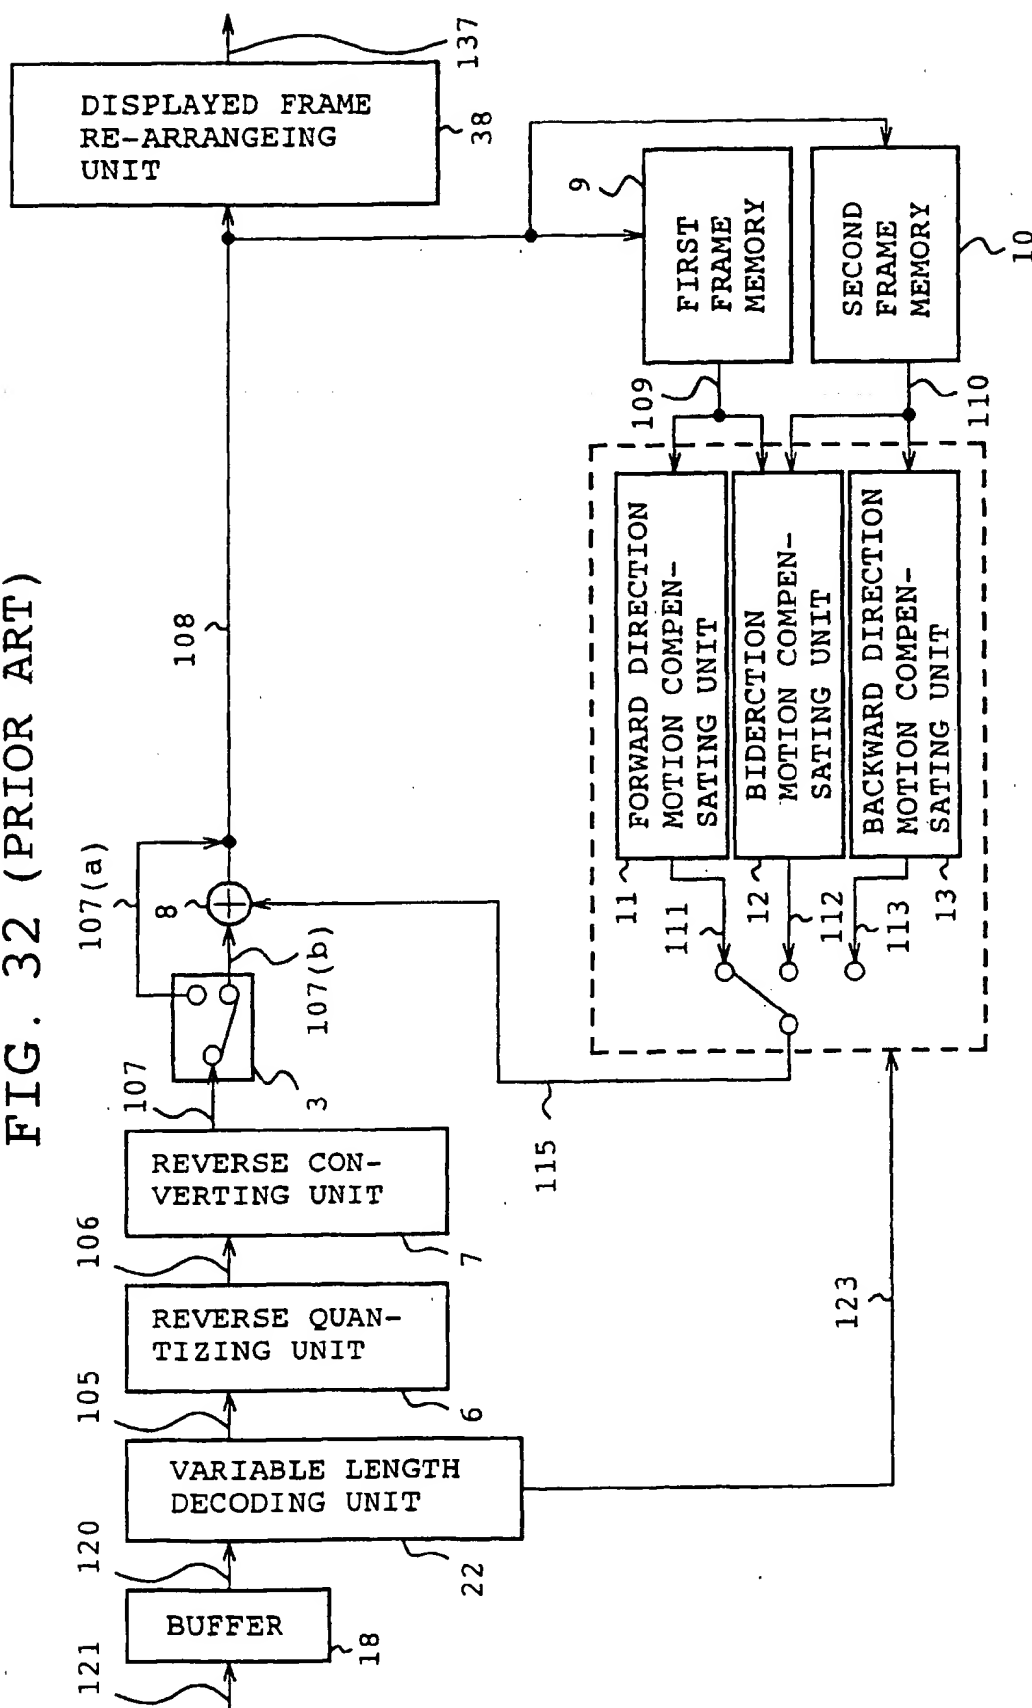 FIG. 32 (PRIOR ART)
121
BUFFER
18
120
VARIABLE LENGTH
DECODING UNIT
22
105
REVERSE QUAN-
TIZING UNIT
6
106
REVERSE CON-
VERTING UNIT
7
107
3
107(a)
8
107(b)
108
DISPLAYED FRAME
RE-ARRANGEING
UNIT
38
137
115
123
11
111
12
112
113
13
FORWARD DIRECTION
MOTION COMPEN-
SATING UNIT
BIDERCTION
MOTION COMPEN-
SATING UNIT
BACKWARD DIRECTION
MOTION COMPEN-
SATING UNIT
109
110
9
FIRST
FRAME
MEMORY
SECOND
FRAME
MEMORY
10